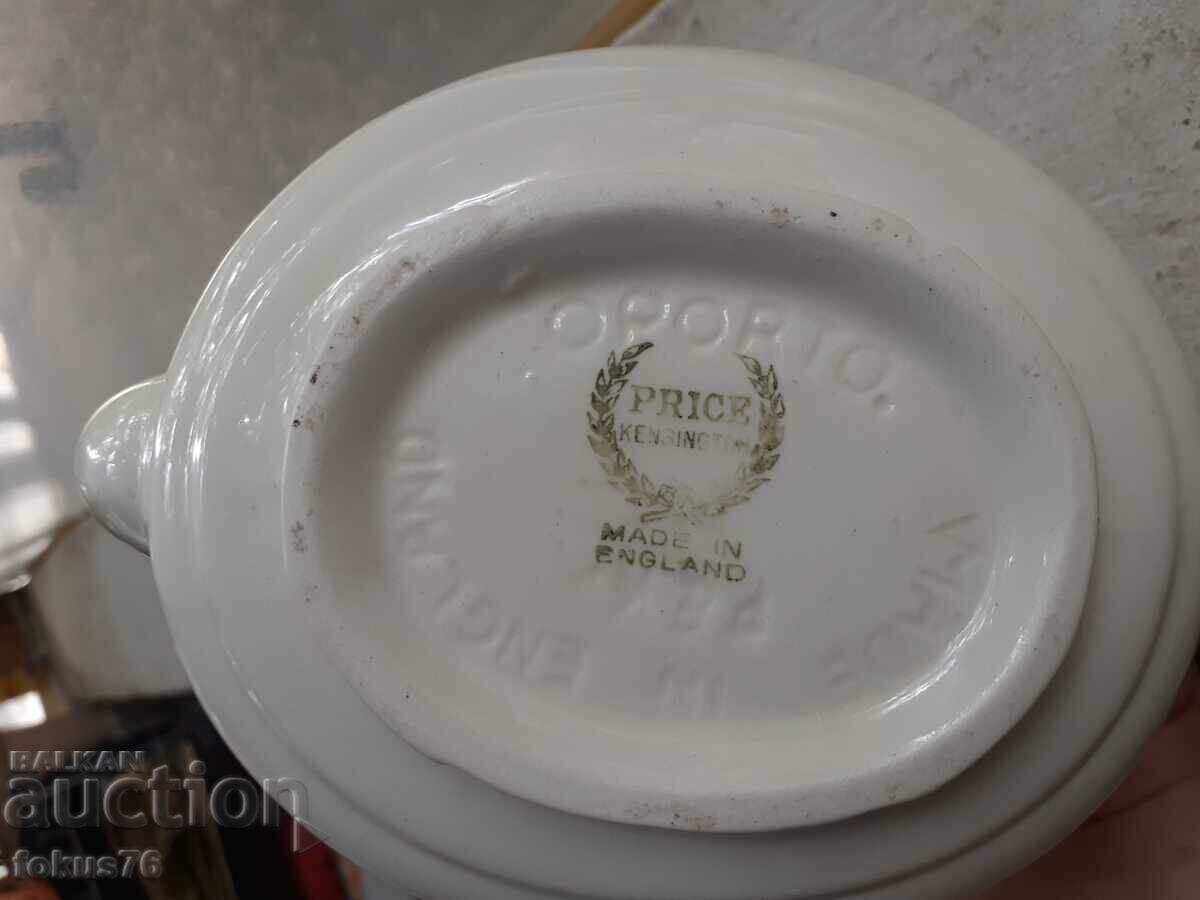 OPORTO.
PRICE
KENSINGTON
MADE IN
ENGLAND
MADE IN ENGLAND
BALKAN
auction
fokus76